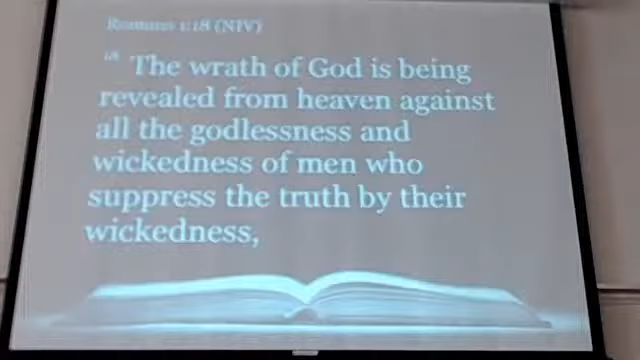 Romans 1:18 (NIV)
18 The wrath of God is being
revealed from heaven against
all the godlessness and
wickedness of men who
suppress the truth by their
wickedness,